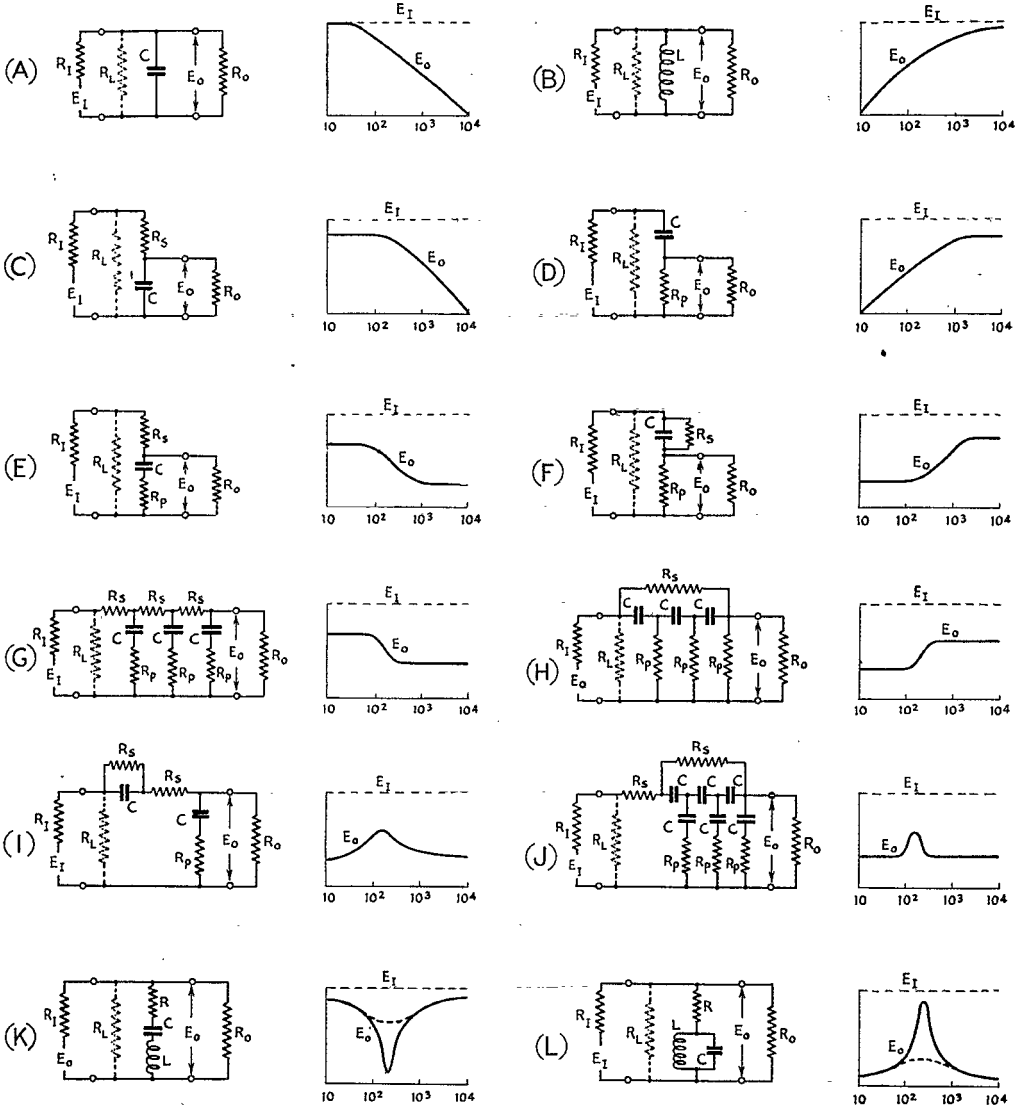 (A) R_I E_I R_L C E_o R_o
E_I E_o
10 10² 10³ 10⁴
(B) R_I E_I R_L L E_o R_o
E_I E_o
10 10² 10³ 10⁴
(C) R_I E_I R_L R_s C E_o R_o
E_I E_o
10 10² 10³ 10⁴
(D) R_I E_I R_L C R_P E_o R_o
E_I E_o
10 10² 10³ 10⁴
(E) R_I E_I R_L R_s C R_P E_o R_o
E_I E_o
10 10² 10³ 10⁴
(F) R_I E_I R_L C R_s R_P E_o R_o
E_I E_o
10 10² 10³ 10⁴
(G) R_I E_I R_L R_s R_s R_s C C C R_P R_P R_P E_o R_o
E_I E_o
10 10² 10³ 10⁴
(H) R_I E_o R_L R_s C C C R_P R_P R_P E_o R_o
E_I E_o
10 10² 10³ 10⁴
(I) R_I E_I R_L R_s C R_s C R_P E_o R_o
E_I E_o
10 10² 10³ 10⁴
(J) R_I E_I R_L R_s R_s C C C C C C R_P R_P R_P E_o R_o
E_I E_o
10 10² 10³ 10⁴
(K) R_I E_o R_L R C L E_o R_o
E_I E_o
10 10² 10³ 10⁴
(L) R_I E_I R_L R L C E_o R_o
E_I E_o
10 10² 10³ 10⁴